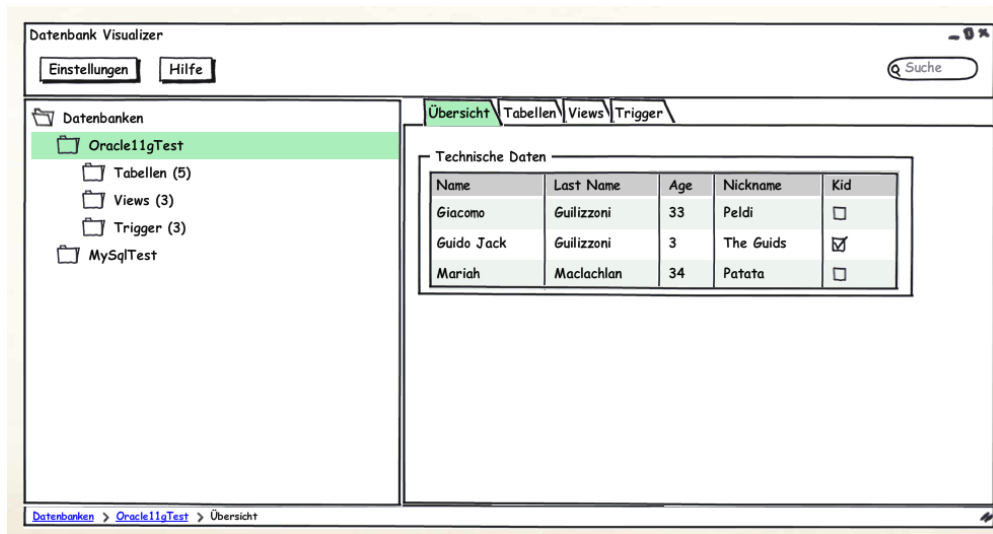 Datenbank Visualizer
Einstellungen Hilfe Suche
Datenbanken
Oracle11gTest
Tabellen (5)
Views (3)
Trigger (3)
MySqlTest
Übersicht Tabellen Views Trigger
Technische Daten
Name Last Name Age Nickname Kid
Giacomo Guilizzoni 33 Peldi
Guido Jack Guilizzoni 3 The Guids
Mariah Maclachlan 34 Patata
Datenbanken > Oracle11gTest > Übersicht